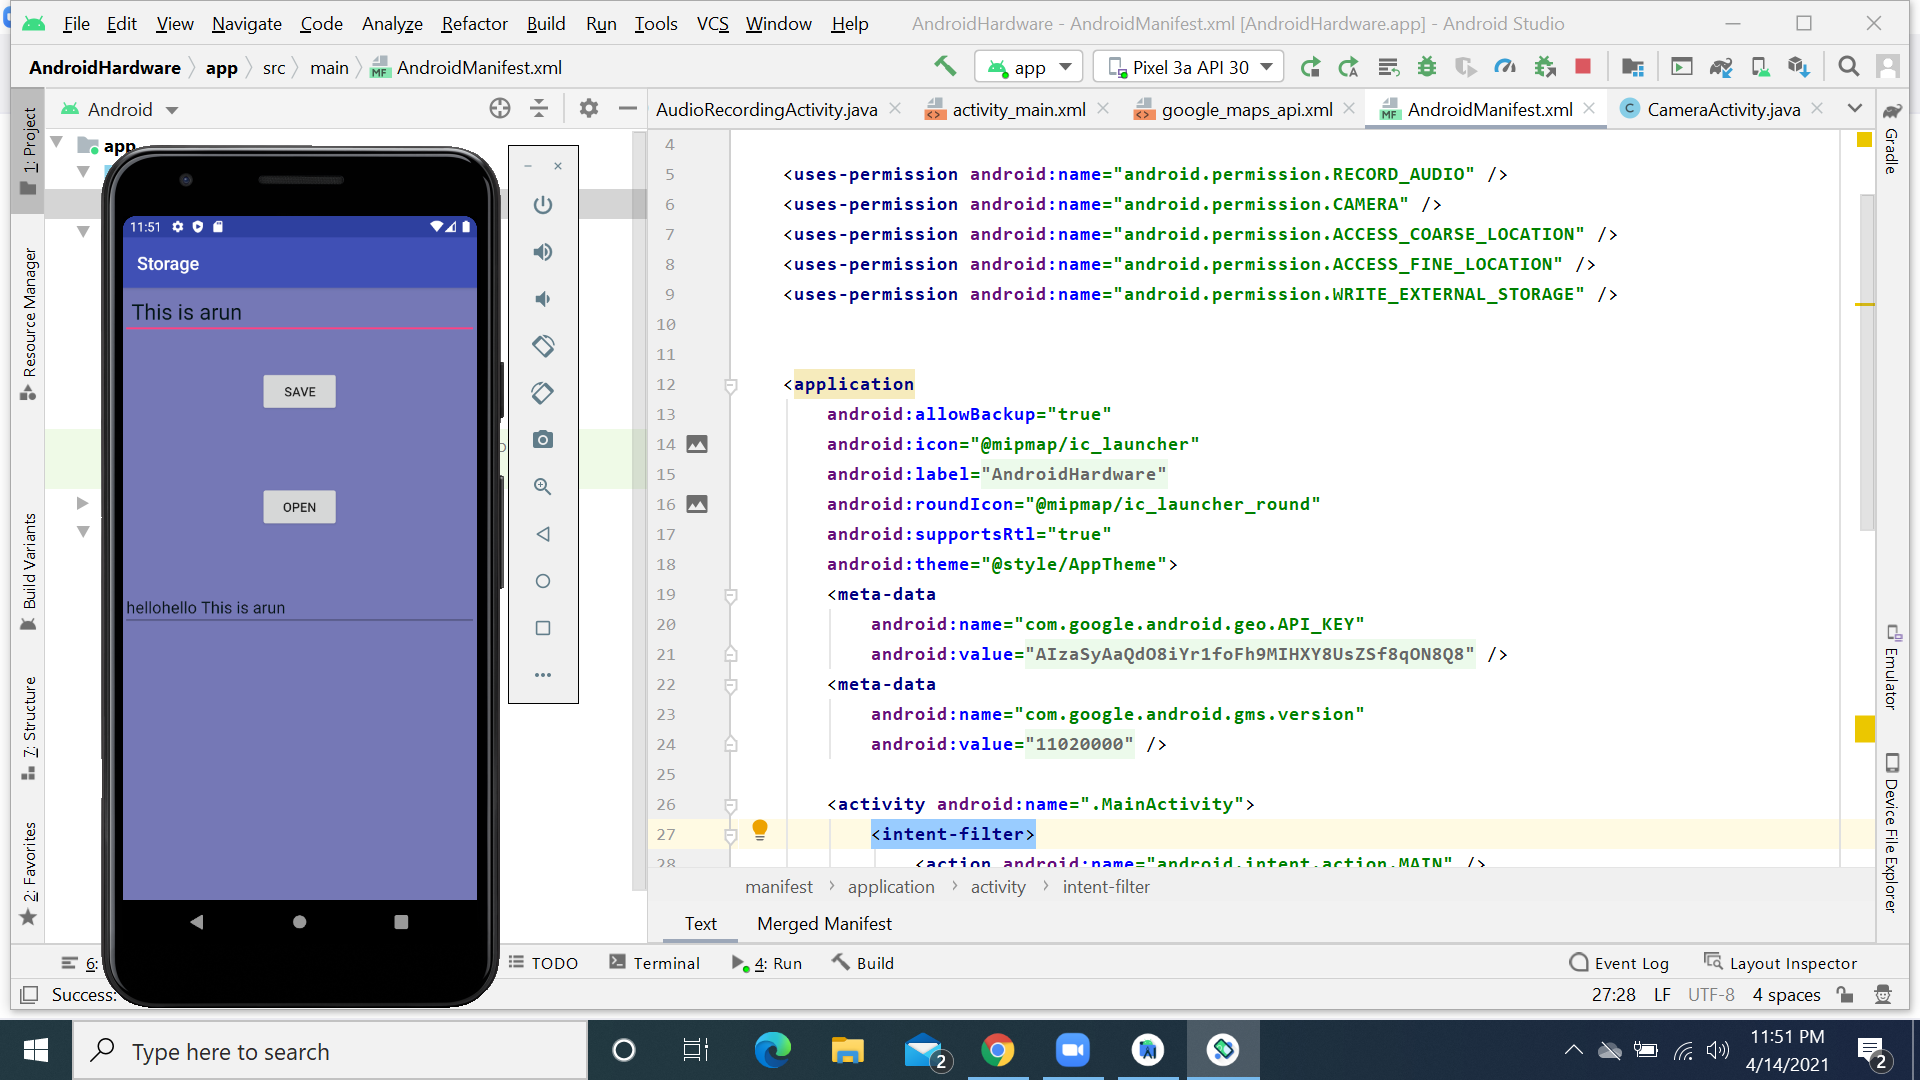 File Edit View Navigate Code Analyze Refactor Build Run Tools VCS Window Help AndroidHardware - AndroidManifest.xml [AndroidHardware.app] - Android Studio
AndroidHardware app src main AndroidManifest.xml app Pixel 3a API 30
Android
AudioRecordingActivity.java activity_main.xml google_maps_api.xml AndroidManifest.xml CameraActivity.java
1: Project
Resource Manager
Build Variants
7: Structure
2: Favorites
app
11:51
Storage
This is arun
SAVE
OPEN
hellohello This is arun
4
5 <uses-permission android:name="android.permission.RECORD_AUDIO" />
6 <uses-permission android:name="android.permission.CAMERA" />
7 <uses-permission android:name="android.permission.ACCESS_COARSE_LOCATION" />
8 <uses-permission android:name="android.permission.ACCESS_FINE_LOCATION" />
9 <uses-permission android:name="android.permission.WRITE_EXTERNAL_STORAGE" />
10
11
12 <application
13 android:allowBackup="true"
14 android:icon="@mipmap/ic_launcher"
15 android:label="AndroidHardware"
16 android:roundIcon="@mipmap/ic_launcher_round"
17 android:supportsRtl="true"
18 android:theme="@style/AppTheme">
19 <meta-data
20 android:name="com.google.android.geo.API_KEY"
21 android:value="AIzaSyAaQdO8iYr1foFh9MIHXY8UsZSf8qON8Q8" />
22 <meta-data
23 android:name="com.google.android.gms.version"
24 android:value="11020000" />
25
26 <activity android:name=".MainActivity">
27 <intent-filter>
28 <action android:name="android.intent.action.MAIN" />
manifest application activity intent-filter
Text Merged Manifest
Gradle
Emulator
Device File Explorer
6: TODO Terminal 4: Run Build Event Log Layout Inspector
Success: 27:28 LF UTF-8 4 spaces
Type here to search
2
11:51 PM
4/14/2021
2